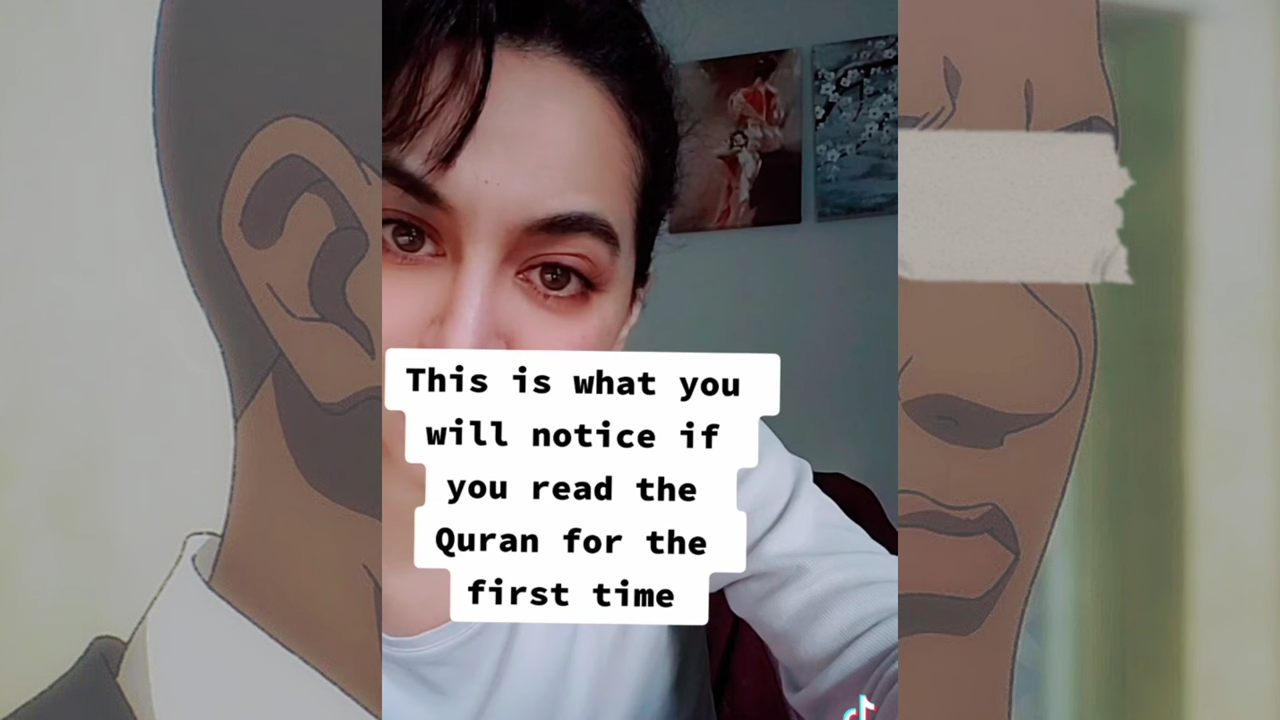 This is what you
will notice if
you read the
Quran for the
first time